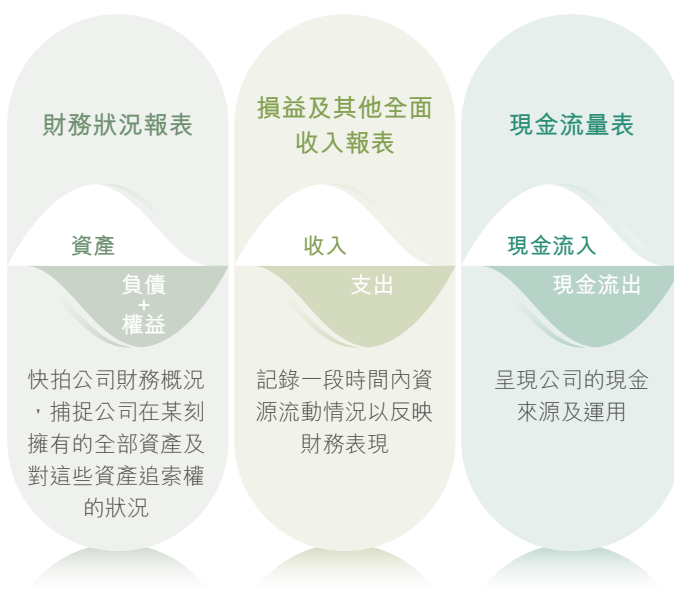 財務狀況報表
資產
負債
+
權益
快拍公司財務概況
，捕捉公司在某刻
擁有的全部資產及
對這些資產追索權
的狀況
損益及其他全面
收入報表
收入
支出
記錄一段時間內資
源流動情況以反映
財務表現
現金流量表
現金流入
現金流出
呈現公司的現金
來源及運用